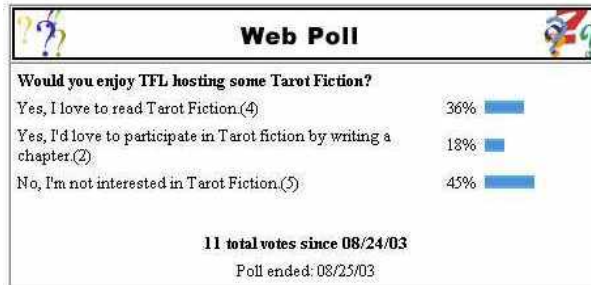 Web Poll
Would you enjoy TFL hosting some Tarot Fiction?
Yes, I love to read Tarot Fiction.(4) 36%
Yes, I'd love to participate in Tarot fiction by writing a
chapter.(2) 18%
No, I'm not interested in Tarot Fiction.(5) 45%
11 total votes since 08/24/03
Poll ended: 08/25/03